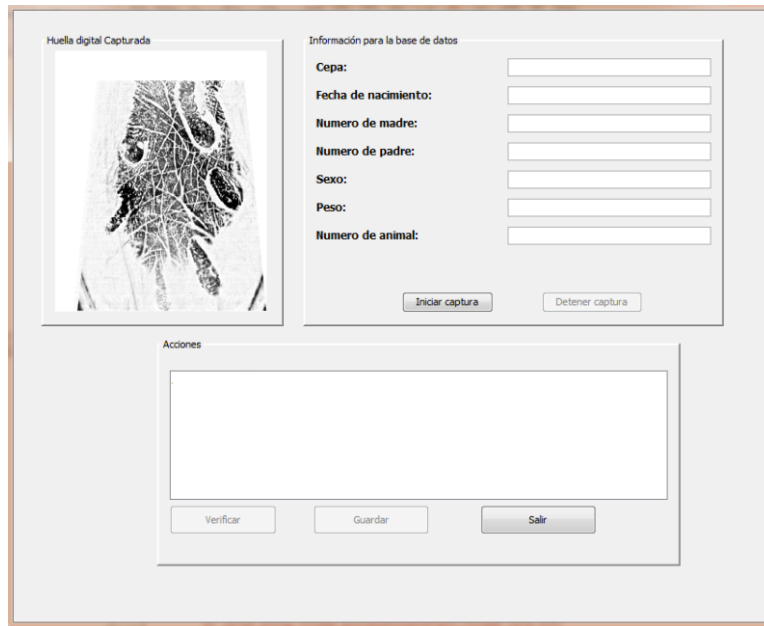 Huella digital Capturada
Información para la base de datos
Cepa:
Fecha de nacimiento:
Numero de madre:
Numero de padre:
Sexo:
Peso:
Numero de animal:
Iniciar captura
Detener captura
Acciones
.
Verificar
Guardar
Salir